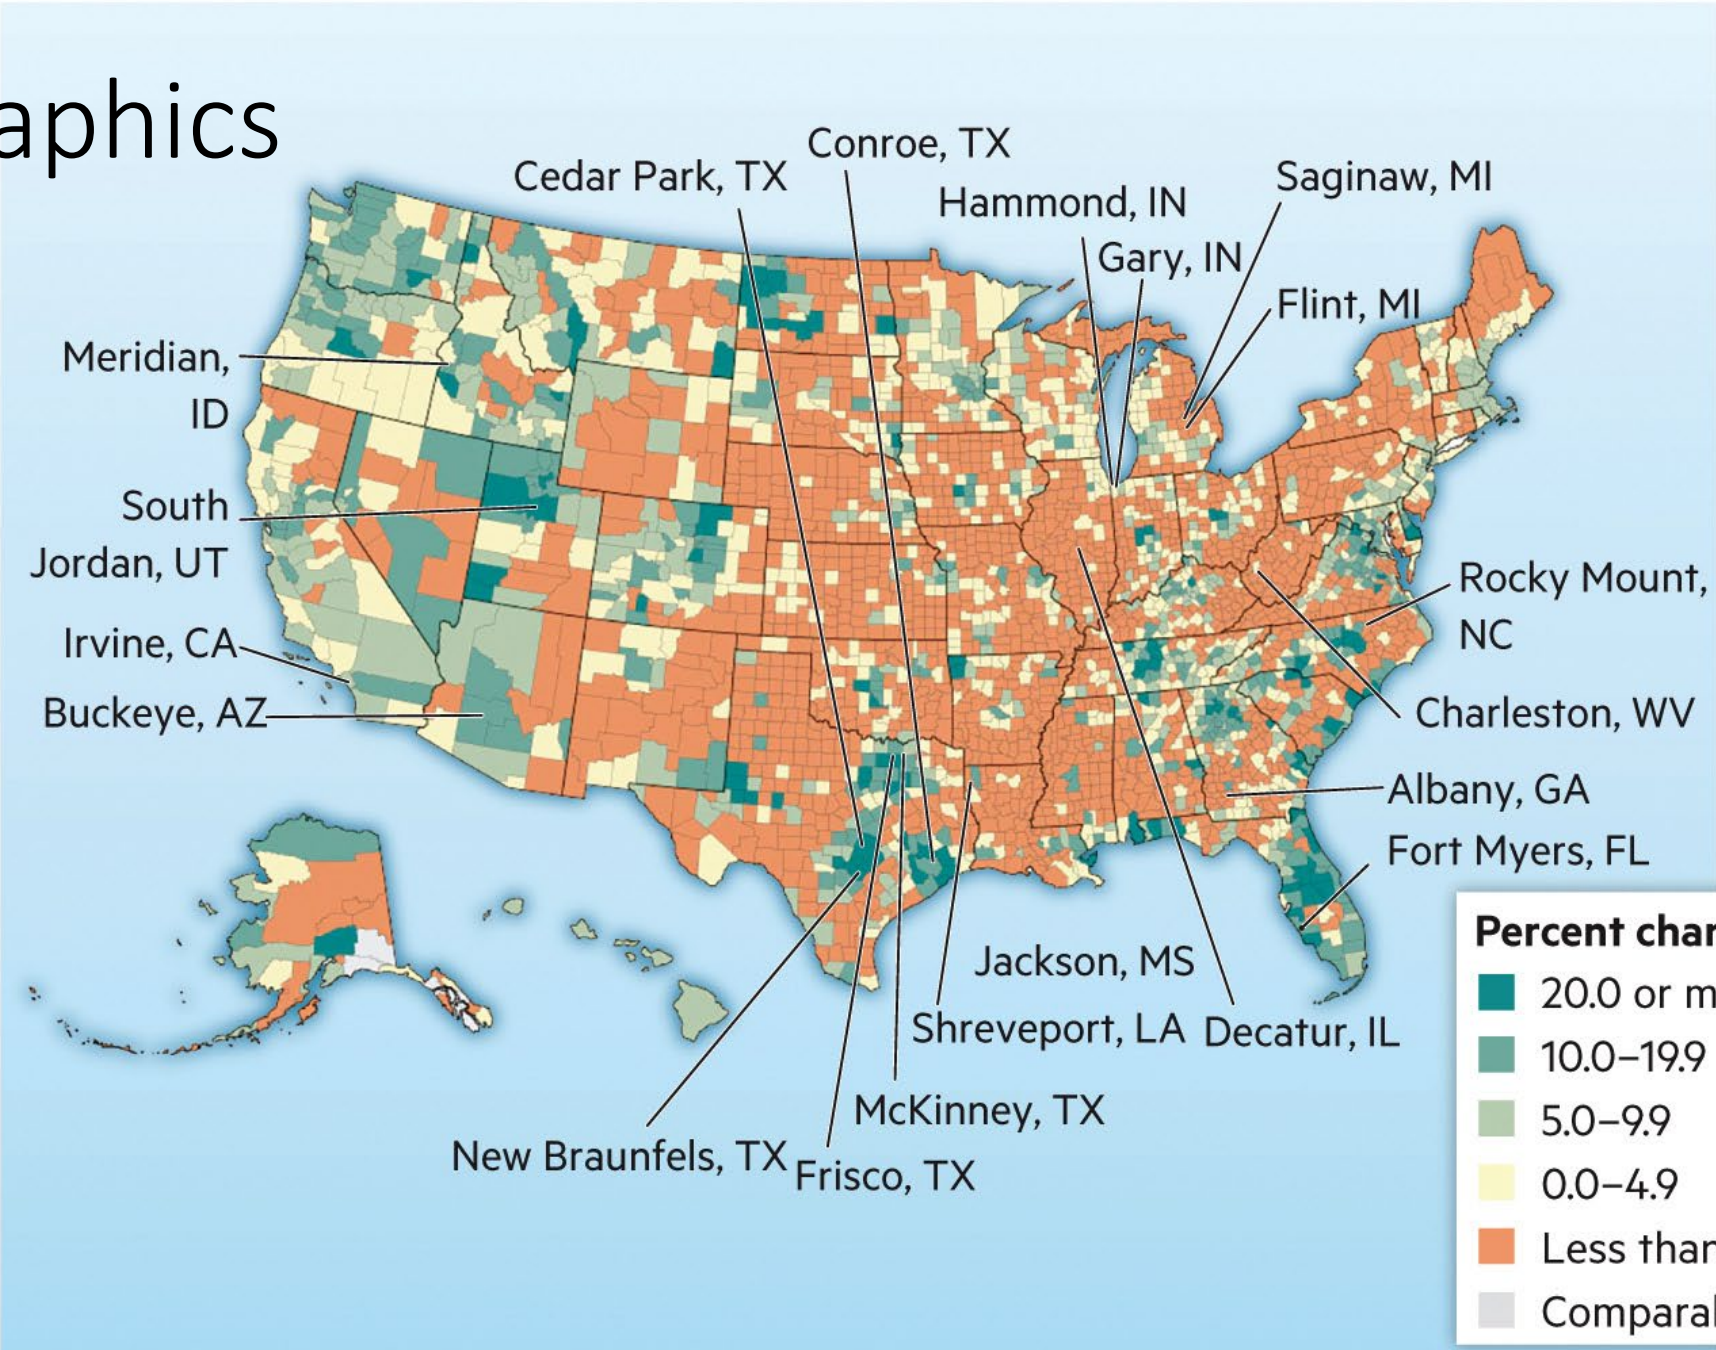 aphics
Conroe, TX
Cedar Park, TX
Saginaw, MI
Hammond, IN
Gary, IN
Flint, MI
Meridian,
ID
South
Jordan, UT
Irvine, CA
Buckeye, AZ
Rocky Mount,
NC
Charleston, WV
Albany, GA
Fort Myers, FL
Jackson, MS
Shreveport, LA
Decatur, IL
McKinney, TX
New Braunfels, TX
Frisco, TX
Percent char
20.0 or m
10.0–19.9
5.0–9.9
0.0–4.9
Less than
Comparal